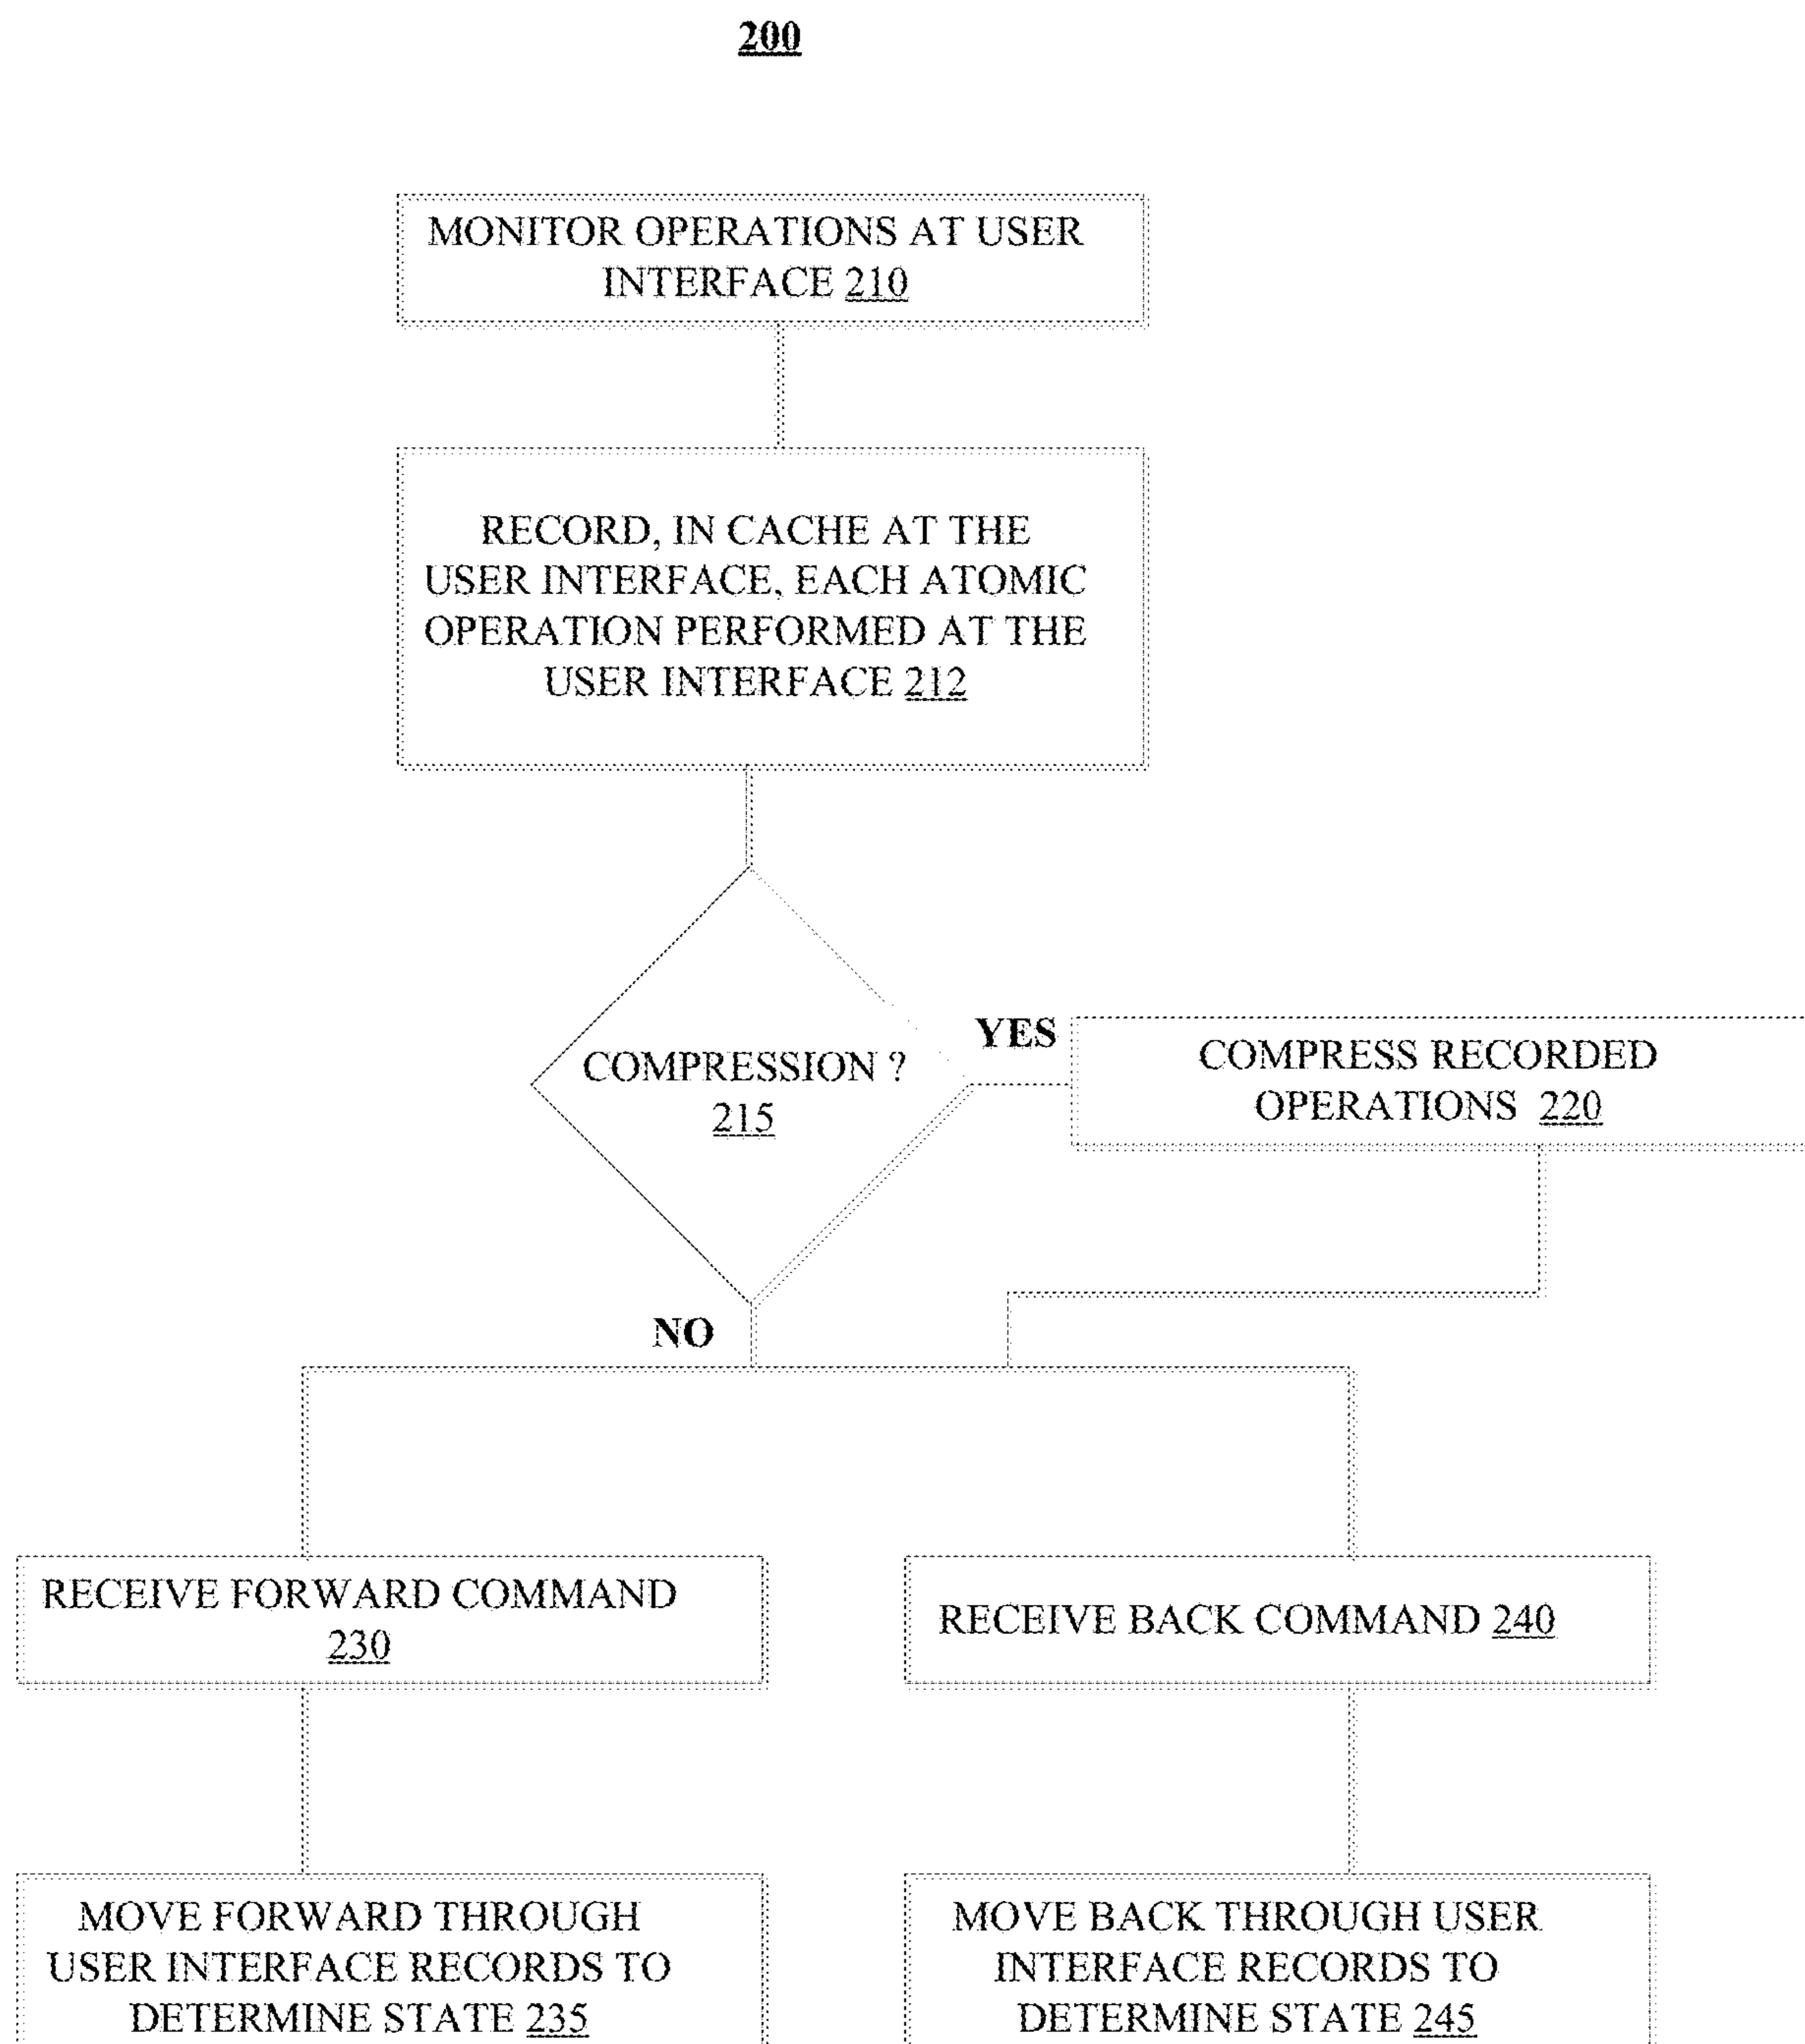 200
MONITOR OPERATIONS AT USER
INTERFACE 210
RECORD, IN CACHE AT THE
USER INTERFACE, EACH ATOMIC
OPERATION PERFORMED AT THE
USER INTERFACE 212
COMPRESSION ?
215
YES
COMPRESS RECORDED
OPERATIONS 220
NO
RECEIVE FORWARD COMMAND
230
RECEIVE BACK COMMAND 240
MOVE FORWARD THROUGH
USER INTERFACE RECORDS TO
DETERMINE STATE 235
MOVE BACK THROUGH USER
INTERFACE RECORDS TO
DETERMINE STATE 245